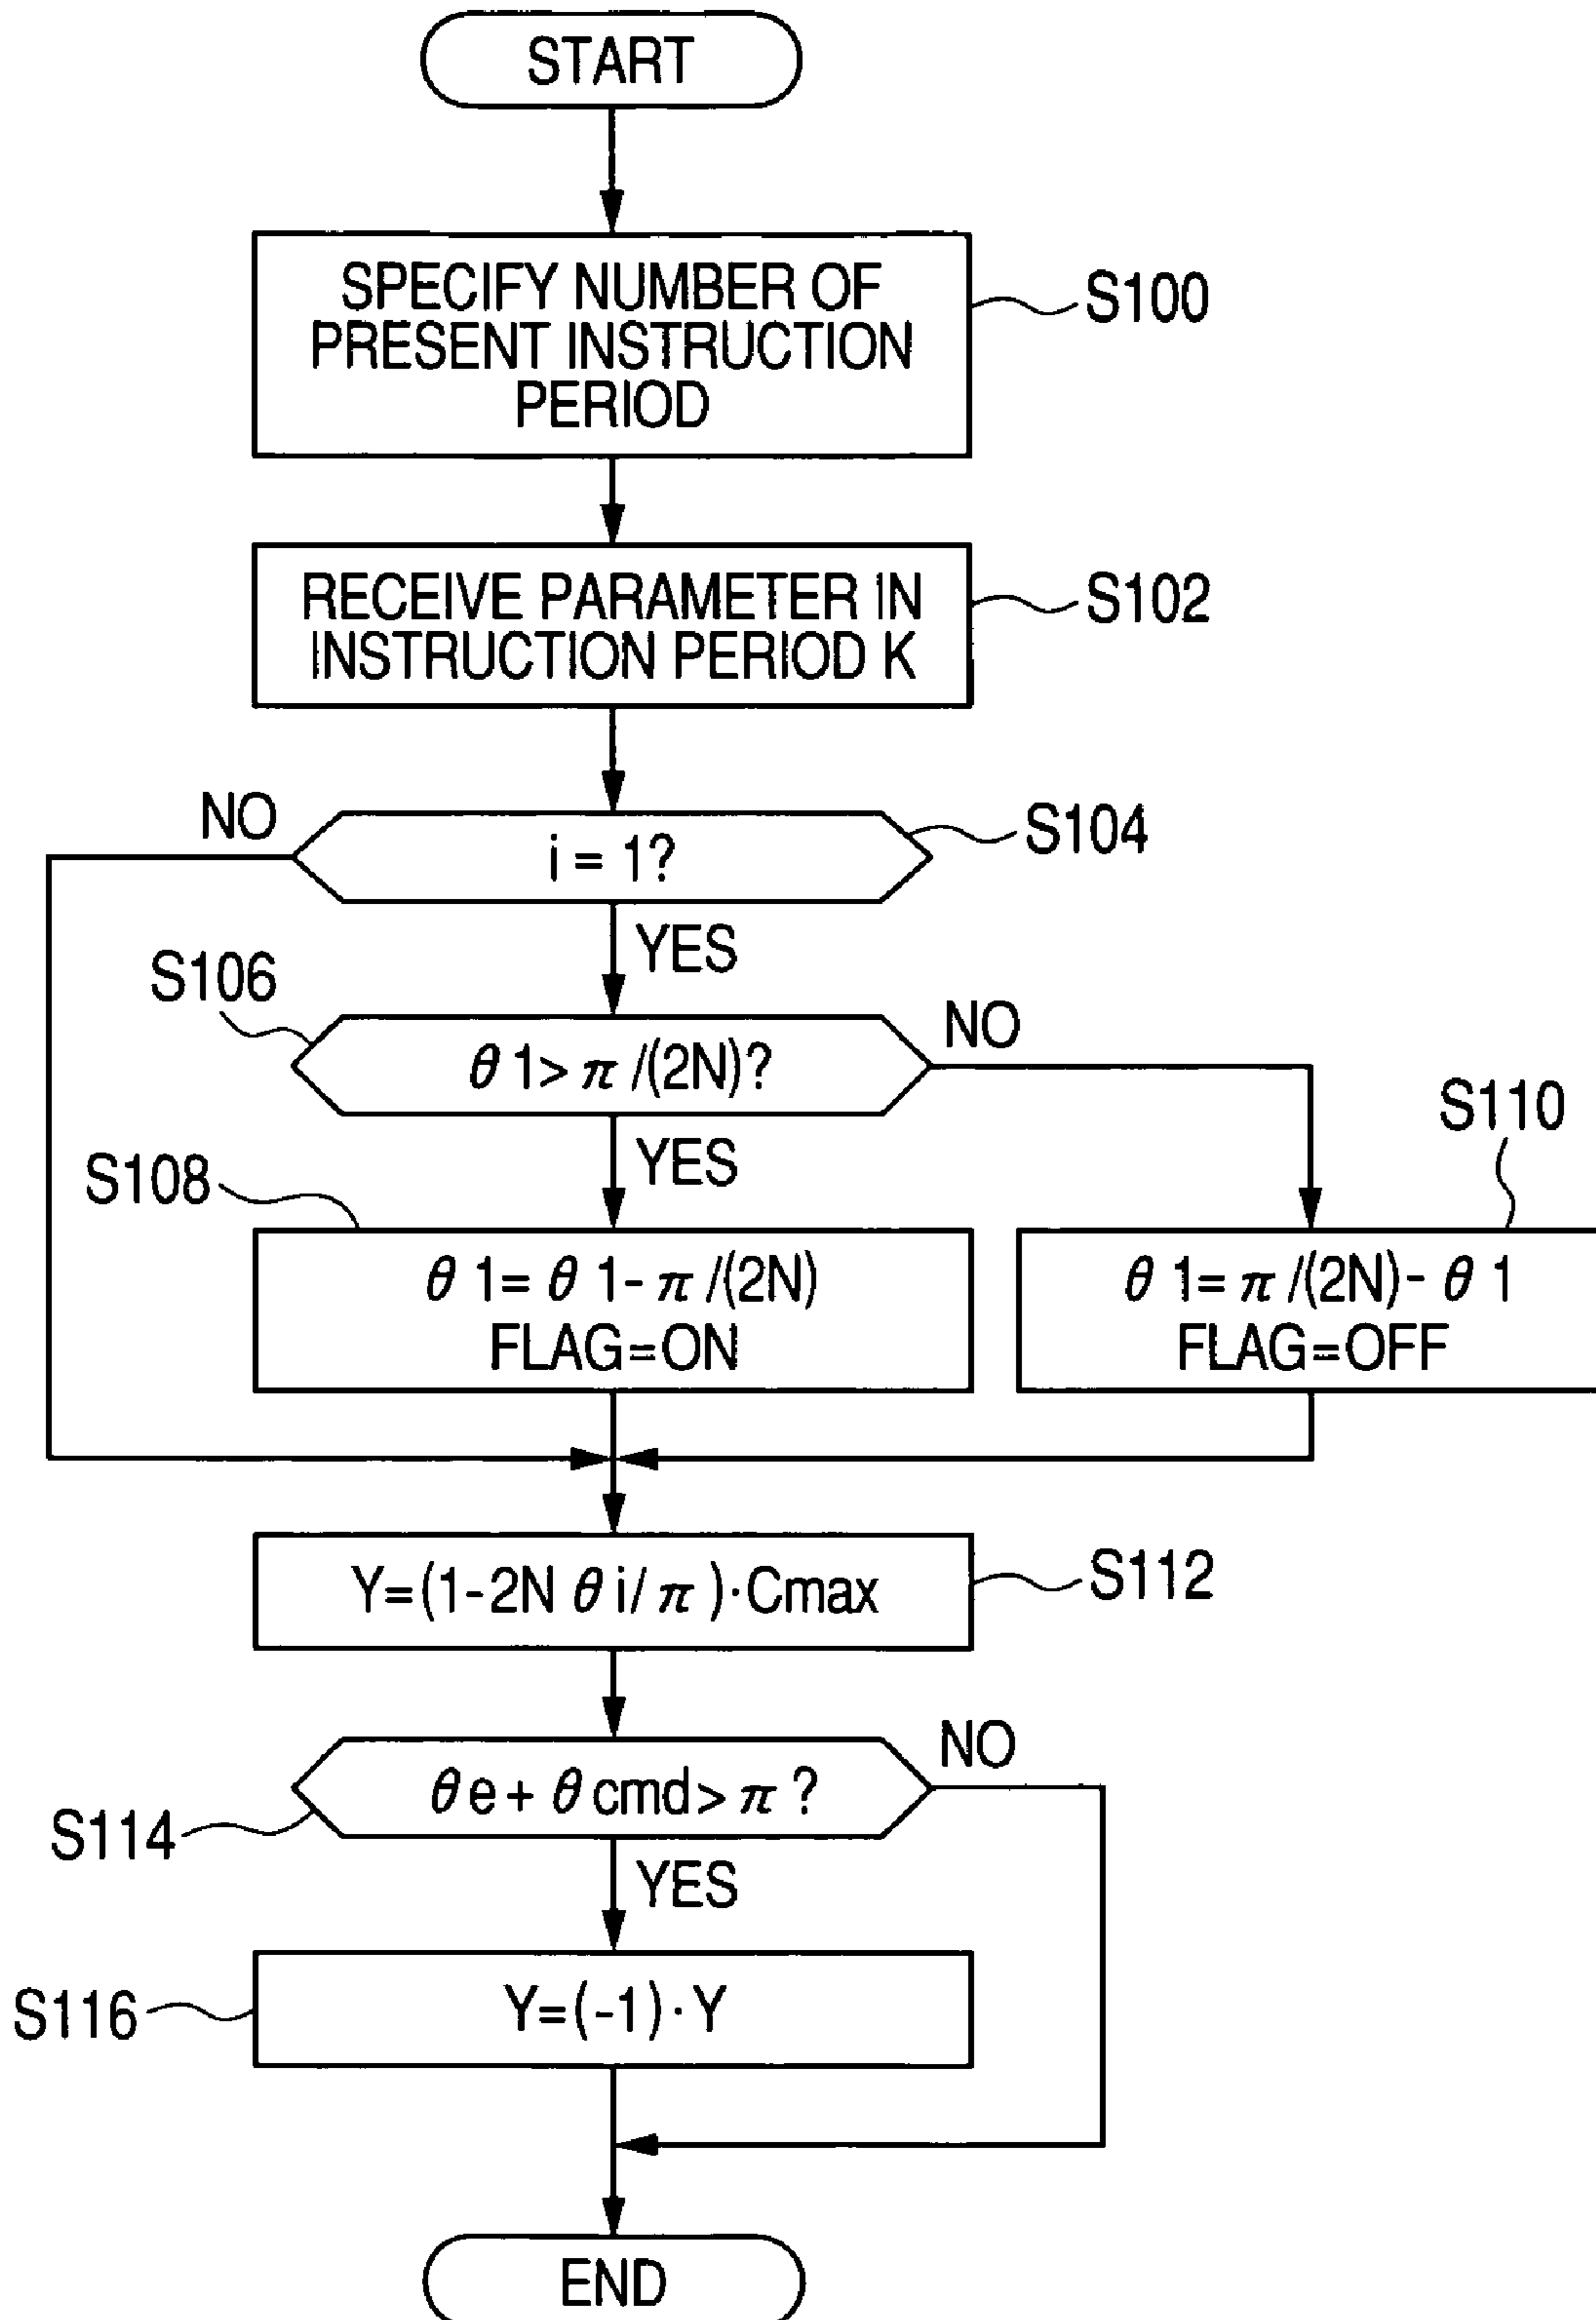 START
SPECIFY NUMBER OF
PRESENT INSTRUCTION
PERIOD
S100
RECEIVE PARAMETER IN
INSTRUCTION PERIOD K
S102
NO
i = 1?
S104
YES
S106
θ 1> π /(2N)?
NO
YES
S108
S110
θ 1= θ 1- π /(2N)
FLAG=ON
θ 1= π /(2N)- θ 1
FLAG=OFF
Y=(1-2N θ i/ π )·Cmax
S112
θ e+ θ cmd> π ?
NO
S114
YES
Y=(-1)·Y
S116
END